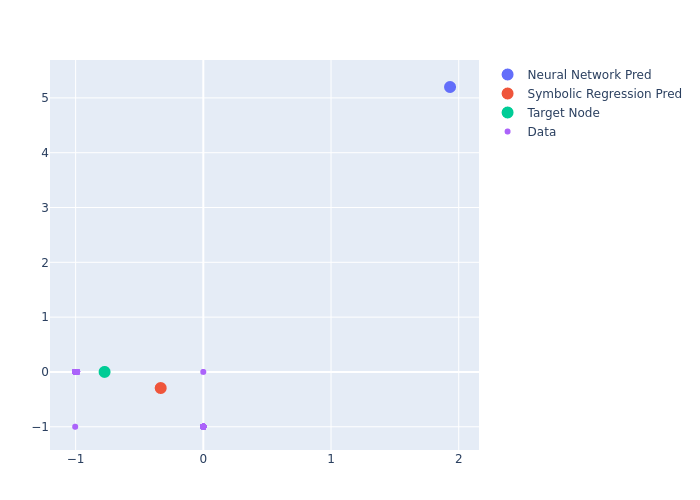 Neural Network Pred
Symbolic Regression Pred
Target Node
Data
5
4
3
2
1
0
−1
−1
0
1
2